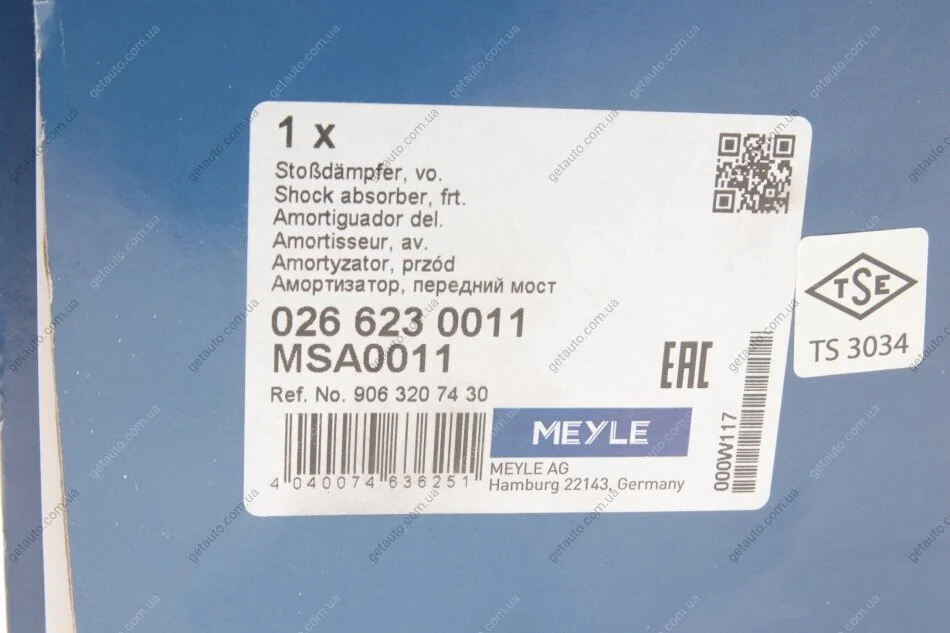 1 x
Stoßdämpfer, vo.
Shock absorber, frt.
Amortiguador del.
Amortisseur, av.
Amortyzator, przód
Амортизатор, передний мост
026 623 0011
MSA0011
Ref. No. 906 320 74 30
4 040074 636251
MEYLE
MEYLE AG
Hamburg 22143, Germany
EAC
000W117
TSE
TS 3034
getauto.com.ua